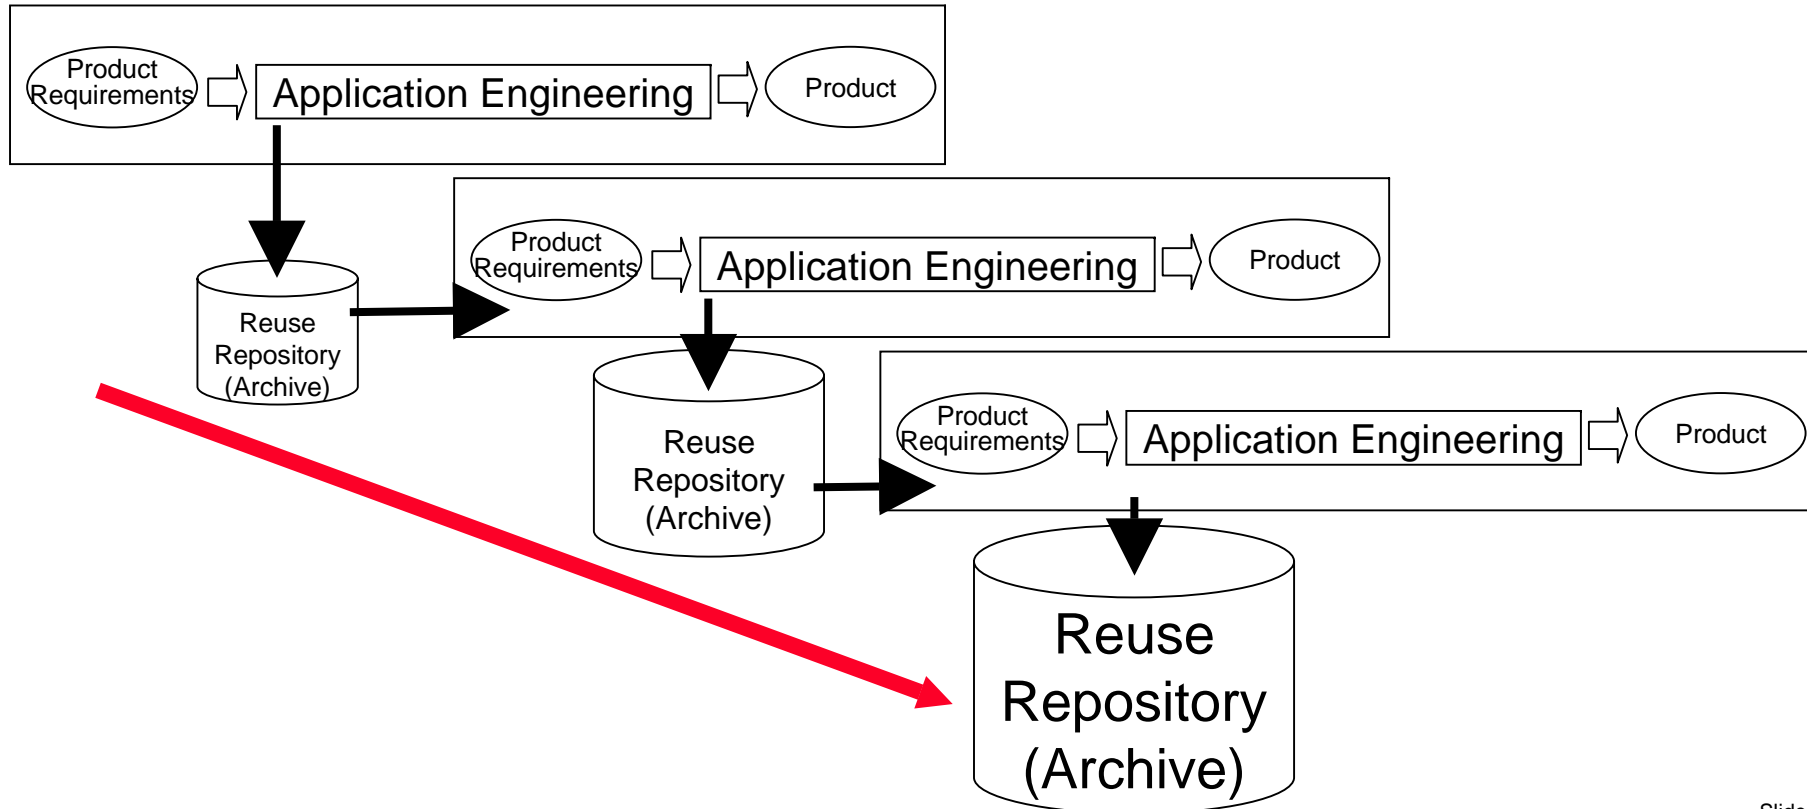 Product
Requirements
Application Engineering
Product
Product
Requirements
Application Engineering
Product
Reuse
Repository
(Archive)
Product
Requirements
Application Engineering
Product
Reuse
Repository
(Archive)
Reuse
Repository
(Archive)
Slide